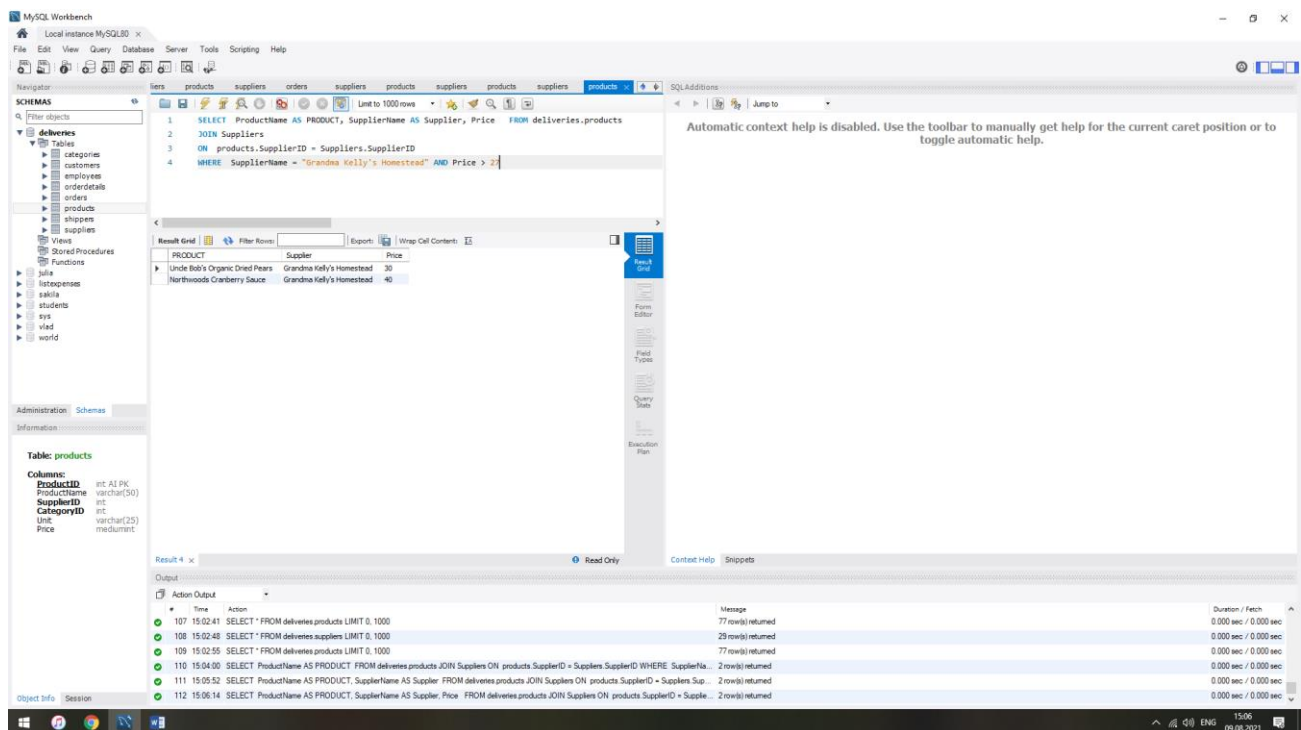 MySQL Workbench
Local instance MySQL80 ×
File Edit View Query Database Server Tools Scripting Help
Navigator
SCHEMAS
Filter objects
deliveries
Tables
categories
customers
employees
orderdetails
orders
products
shippers
suppliers
Views
Stored Procedures
Functions
julia
listexpenses
sakila
students
sys
vlad
world
Administration Schemas
Information
Table: products
Columns:
ProductID int AI PK
ProductName varchar(50)
SupplierID int
CategoryID int
Unit varchar(25)
Price mediumint
Object Info Session
liers products suppliers orders suppliers products suppliers products suppliers products ×
Limit to 1000 rows
1 SELECT ProductName AS PRODUCT, SupplierName AS Supplier, Price FROM deliveries.products
2 JOIN Suppliers
3 ON products.SupplierID = Suppliers.SupplierID
4 WHERE SupplierName = "Grandma Kelly's Homestead" AND Price > 27
Result Grid Filter Rows: Export: Wrap Cell Content:
PRODUCT Supplier Price
Uncle Bob's Organic Dried Pears Grandma Kelly's Homestead 30
Northwoods Cranberry Sauce Grandma Kelly's Homestead 40
Result Grid
Form Editor
Field Types
Query Stats
Execution Plan
Result 4 × Read Only
SQLAdditions
Jump to
Automatic context help is disabled. Use the toolbar to manually get help for the current caret position or to
toggle automatic help.
Context Help Snippets
Output
Action Output
# Time Action Message Duration / Fetch
107 15:02:41 SELECT * FROM deliveries.products LIMIT 0, 1000 77 row(s) returned 0.000 sec / 0.000 sec
108 15:02:48 SELECT * FROM deliveries.suppliers LIMIT 0, 1000 29 row(s) returned 0.000 sec / 0.000 sec
109 15:02:55 SELECT * FROM deliveries.products LIMIT 0, 1000 77 row(s) returned 0.000 sec / 0.000 sec
110 15:04:00 SELECT ProductName AS PRODUCT FROM deliveries.products JOIN Suppliers ON products.SupplierID = Suppliers.SupplierID WHERE SupplierNa... 2 row(s) returned 0.000 sec / 0.000 sec
111 15:05:52 SELECT ProductName AS PRODUCT, SupplierName AS Supplier FROM deliveries.products JOIN Suppliers ON products.SupplierID = Suppliers.Sup... 2 row(s) returned 0.000 sec / 0.000 sec
112 15:06:14 SELECT ProductName AS PRODUCT, SupplierName AS Supplier, Price FROM deliveries.products JOIN Suppliers ON products.SupplierID = Supplie... 2 row(s) returned 0.000 sec / 0.000 sec
ENG
15:06
09.08.2021